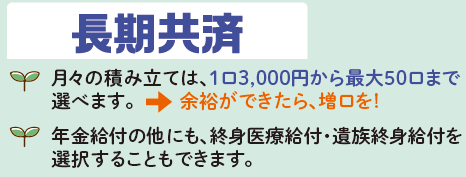 長期共済
月々の積み立ては、1口3,000円から最大50口まで
選べます。➡余裕ができたら、増口を!
年金給付の他にも、終身医療給付・遺族終身給付を
選択することもできます。